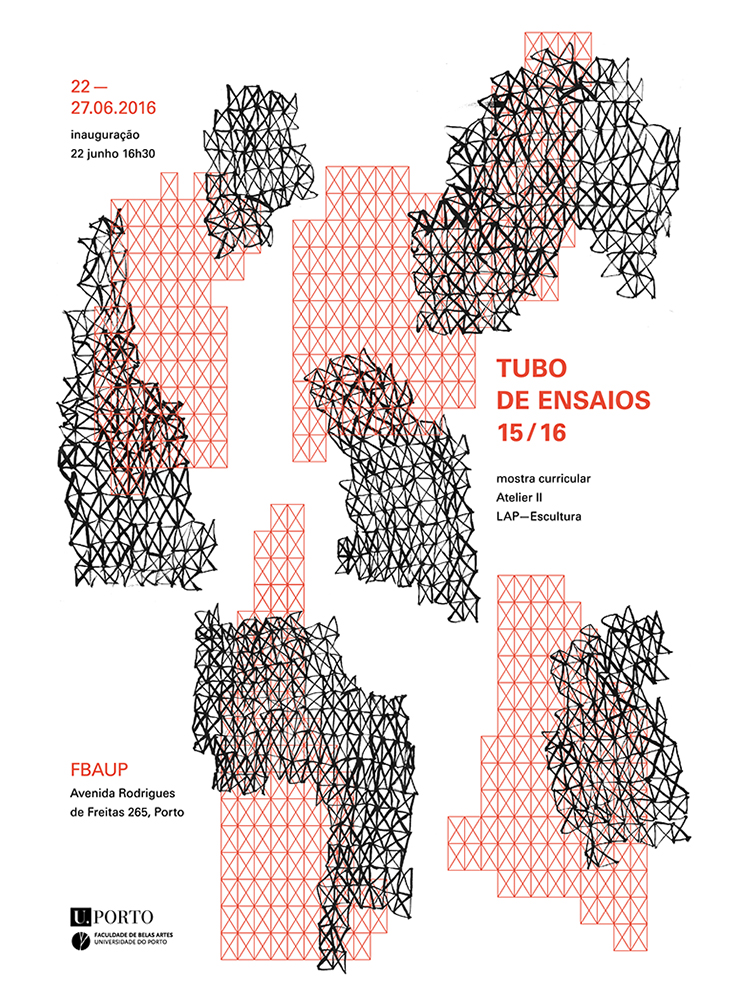 22 —
27.06.2016
inauguração
22 junho 16h30
TUBO
DE ENSAIOS
15 / 16
mostra curricular
Atelier II
LAP—Escultura
FBAUP
Avenida Rodrigues
de Freitas 265, Porto
U. PORTO
FACULDADE DE BELAS ARTES
UNIVERSIDADE DO PORTO